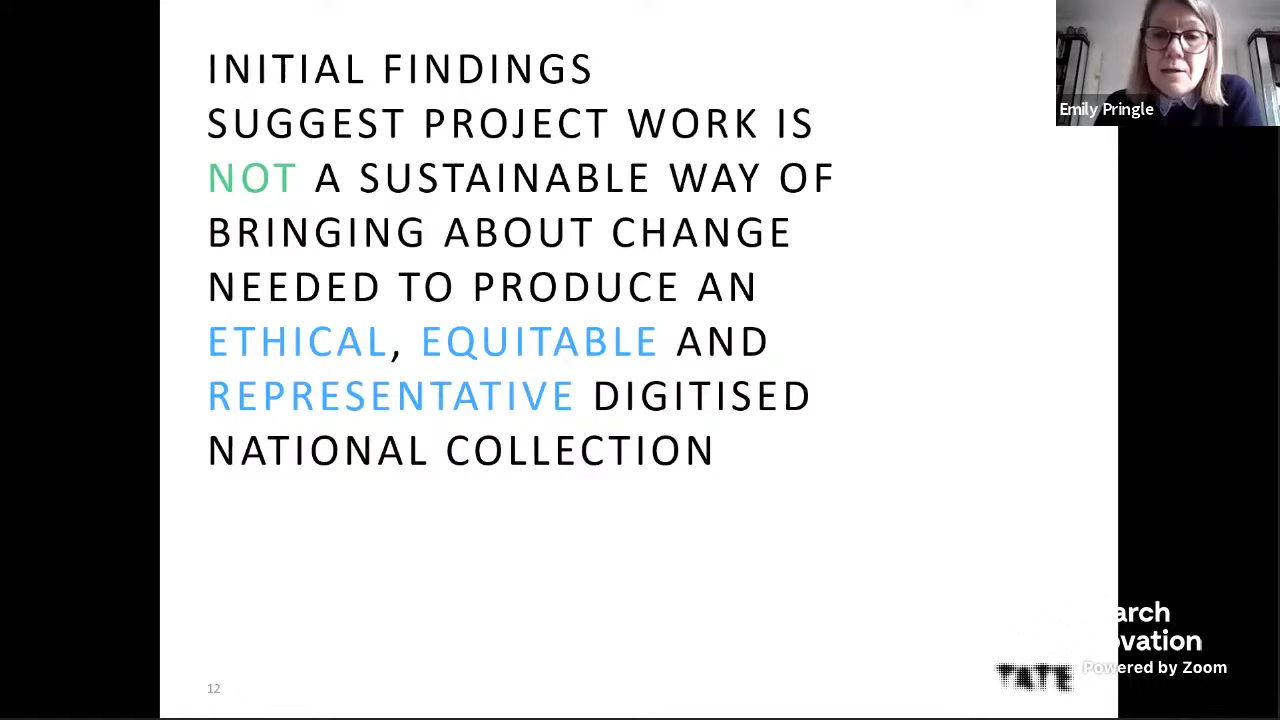 INITIAL FINDINGS
SUGGEST PROJECT WORK IS
NOT A SUSTAINABLE WAY OF
BRINGING ABOUT CHANGE
NEEDED TO PRODUCE AN
ETHICAL, EQUITABLE AND
REPRESENTATIVE DIGITISED
NATIONAL COLLECTION
Emily Pringle
arch
ovation
Powered by Zoom
TATE
12